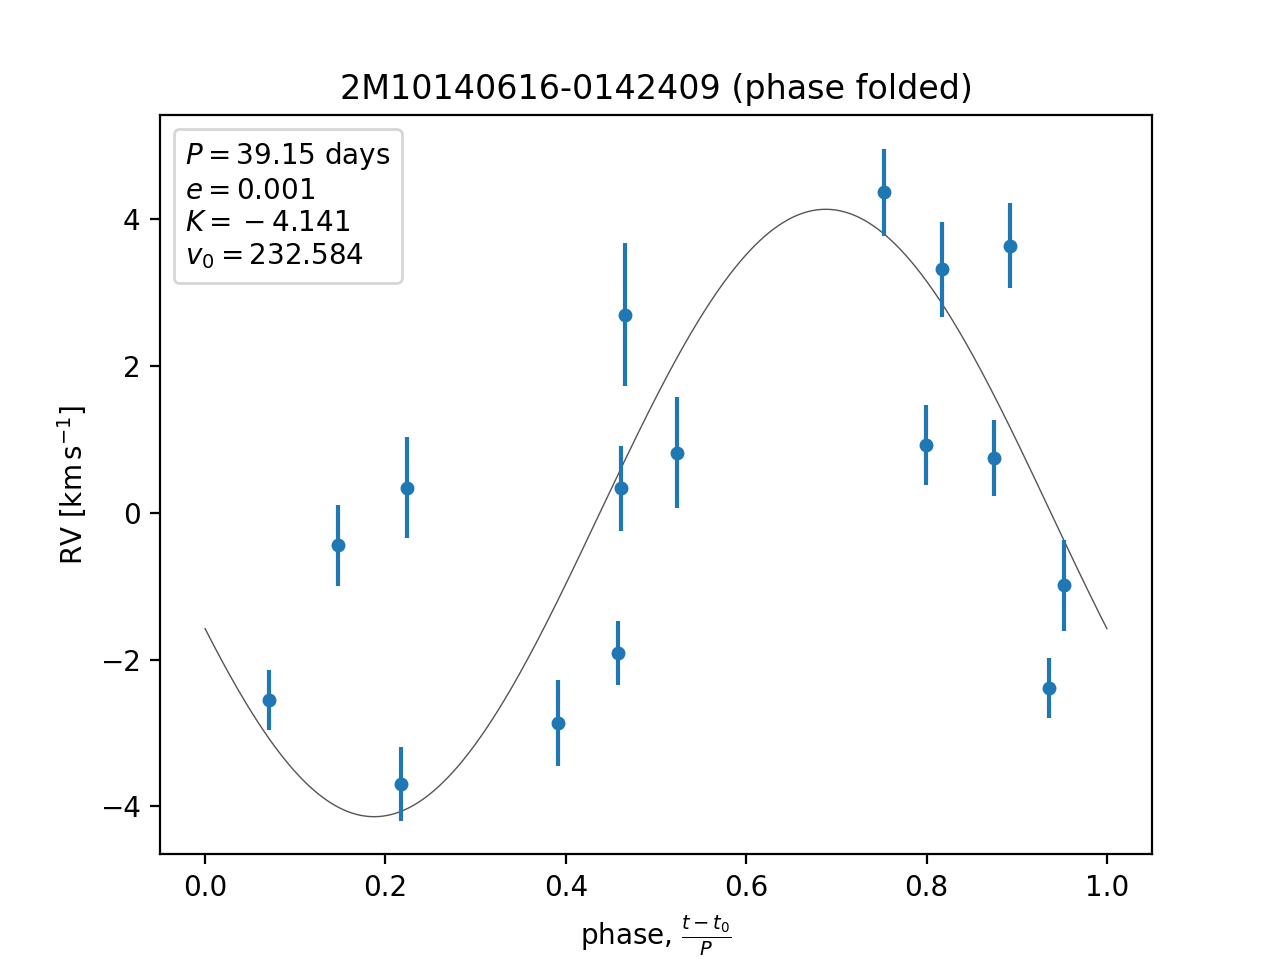 2M10140616-0142409 (phase folded)
P = 39.15 days
e = 0.001
K = −4.141
v₀ = 232.584
4
2
0
−2
−4
RV [km s⁻¹]
0.0 0.2 0.4 0.6 0.8 1.0
phase, (t − t₀)/P